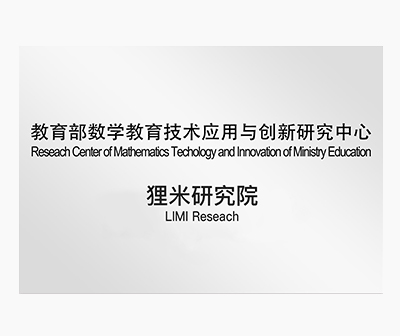 教育部数学教育技术应用与创新研究中心
Reseach Center of Mathematics Techology and Innovation of Ministry Education
狸米研究院
LIMI Reseach